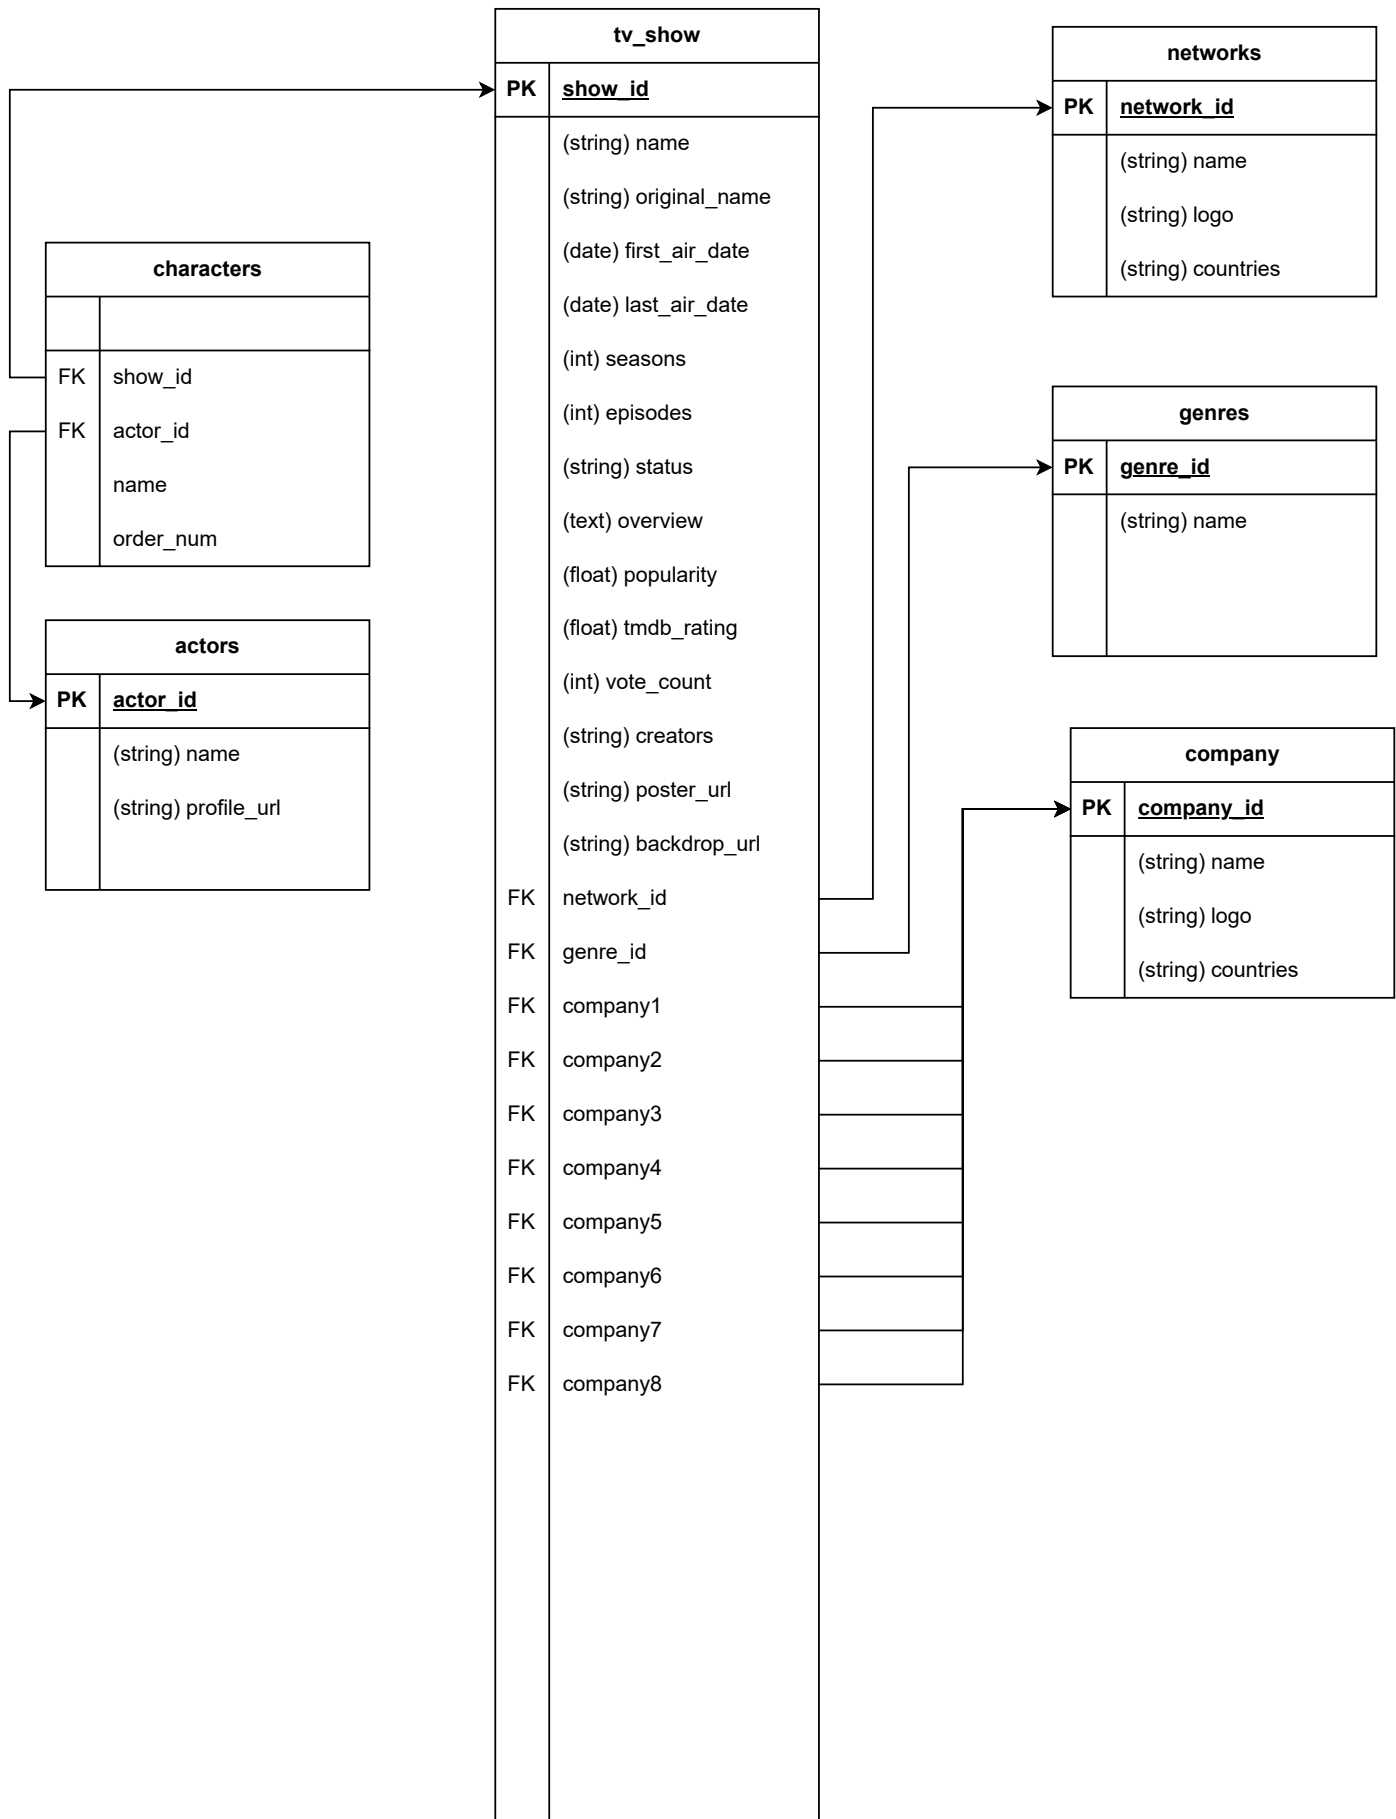 tv_show
PK show_id
(string) name
(string) original_name
(date) first_air_date
(date) last_air_date
(int) seasons
(int) episodes
(string) status
(text) overview
(float) popularity
(float) tmdb_rating
(int) vote_count
(string) creators
(string) poster_url
(string) backdrop_url
FK network_id
FK genre_id
FK company1
FK company2
FK company3
FK company4
FK company5
FK company6
FK company7
FK company8
characters
FK show_id
FK actor_id
name
order_num
actors
PK actor_id
(string) name
(string) profile_url
networks
PK network_id
(string) name
(string) logo
(string) countries
genres
PK genre_id
(string) name
company
PK company_id
(string) name
(string) logo
(string) countries